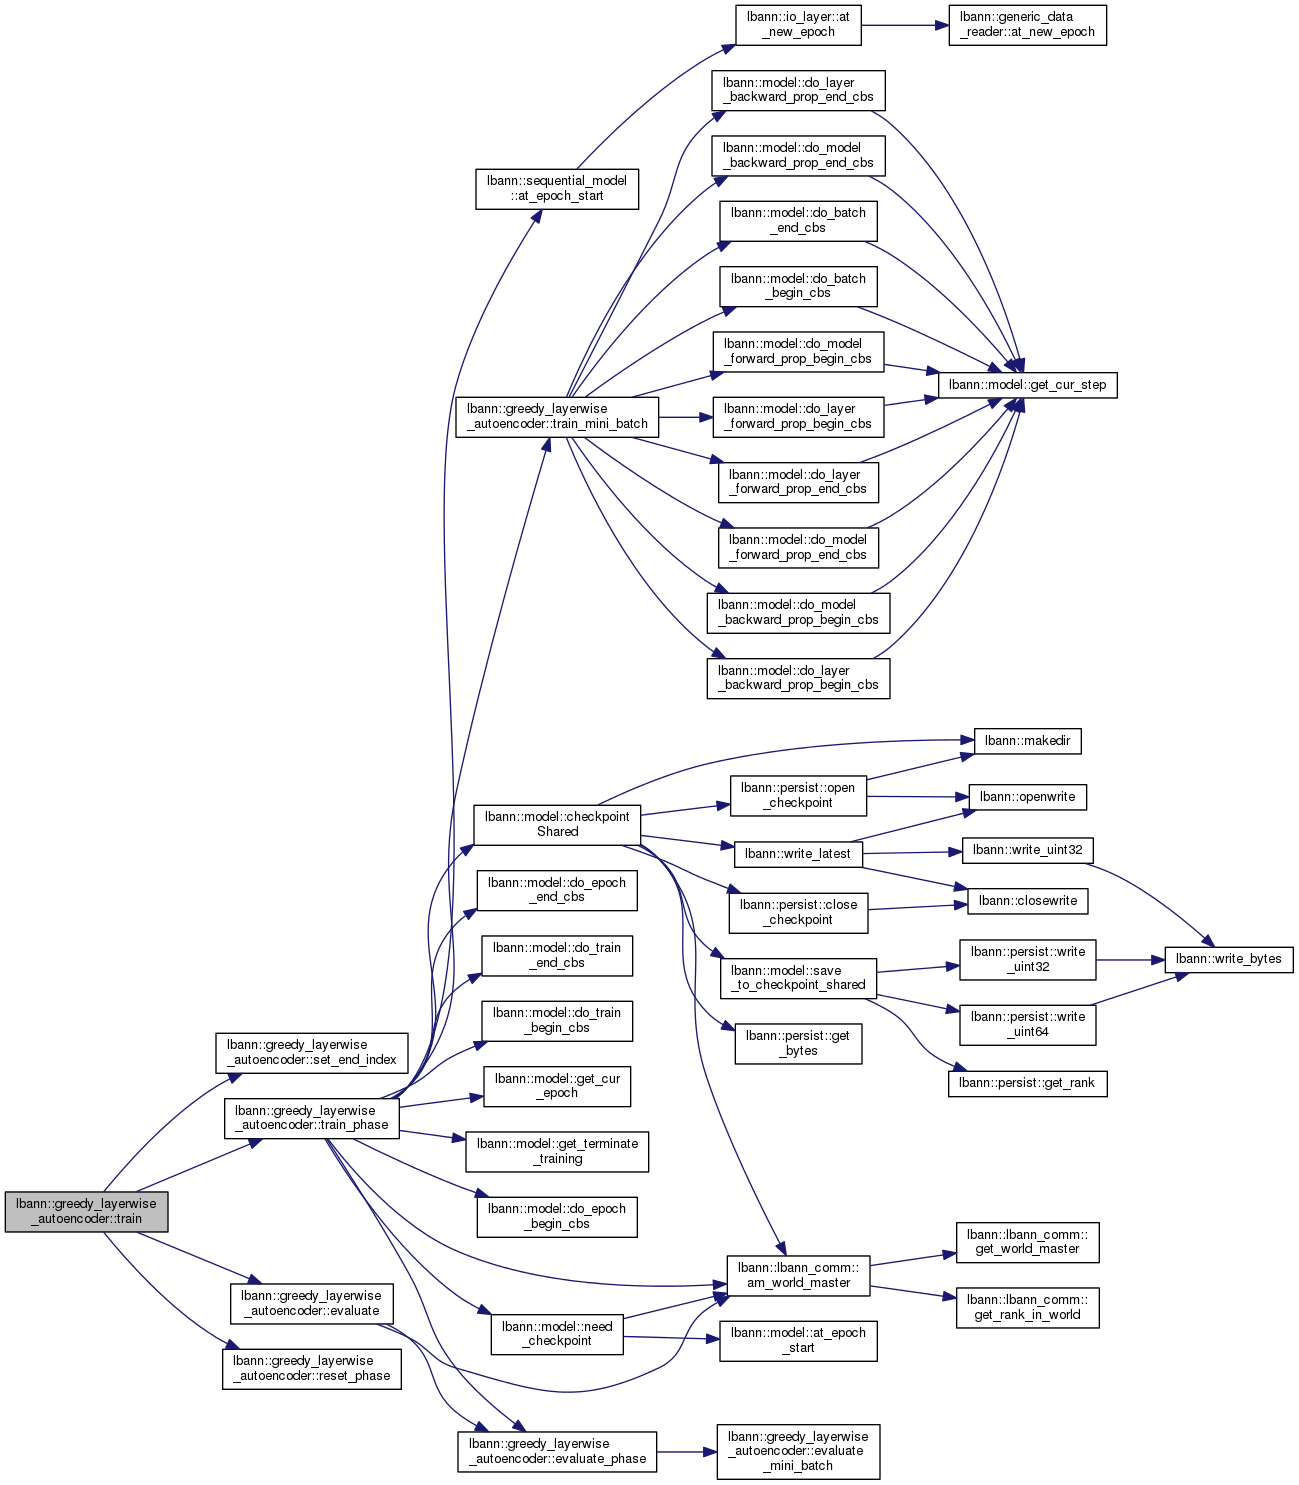 lbann::io_layer::at
_new_epoch
lbann::generic_data
_reader::at_new_epoch
lbann::model::do_layer
_backward_prop_end_cbs
lbann::model::do_model
_backward_prop_end_cbs
lbann::sequential_model
::at_epoch_start
lbann::model::do_batch
_end_cbs
lbann::model::do_batch
_begin_cbs
lbann::model::do_model
_forward_prop_begin_cbs
lbann::model::get_cur_step
lbann::greedy_layerwise
_autoencoder::train_mini_batch
lbann::model::do_layer
_forward_prop_begin_cbs
lbann::model::do_layer
_forward_prop_end_cbs
lbann::model::do_model
_forward_prop_end_cbs
lbann::model::do_model
_backward_prop_begin_cbs
lbann::model::do_layer
_backward_prop_begin_cbs
lbann::makedir
lbann::persist::open
_checkpoint
lbann::openwrite
lbann::model::checkpoint
Shared
lbann::write_latest
lbann::write_uint32
lbann::model::do_epoch
_end_cbs
lbann::persist::close
_checkpoint
lbann::closewrite
lbann::model::do_train
_end_cbs
lbann::model::save
_to_checkpoint_shared
lbann::persist::write
_uint32
lbann::write_bytes
lbann::model::do_train
_begin_cbs
lbann::persist::write
_uint64
lbann::greedy_layerwise
_autoencoder::set_end_index
lbann::persist::get
_bytes
lbann::model::get_cur
_epoch
lbann::persist::get_rank
lbann::greedy_layerwise
_autoencoder::train_phase
lbann::model::get_terminate
_training
lbann::greedy_layerwise
_autoencoder::train
lbann::model::do_epoch
_begin_cbs
lbann::lbann_comm::
get_world_master
lbann::lbann_comm::
am_world_master
lbann::greedy_layerwise
_autoencoder::evaluate
lbann::lbann_comm::
get_rank_in_world
lbann::model::need
_checkpoint
lbann::model::at_epoch
_start
lbann::greedy_layerwise
_autoencoder::reset_phase
lbann::greedy_layerwise
_autoencoder::evaluate_phase
lbann::greedy_layerwise
_autoencoder::evaluate
_mini_batch